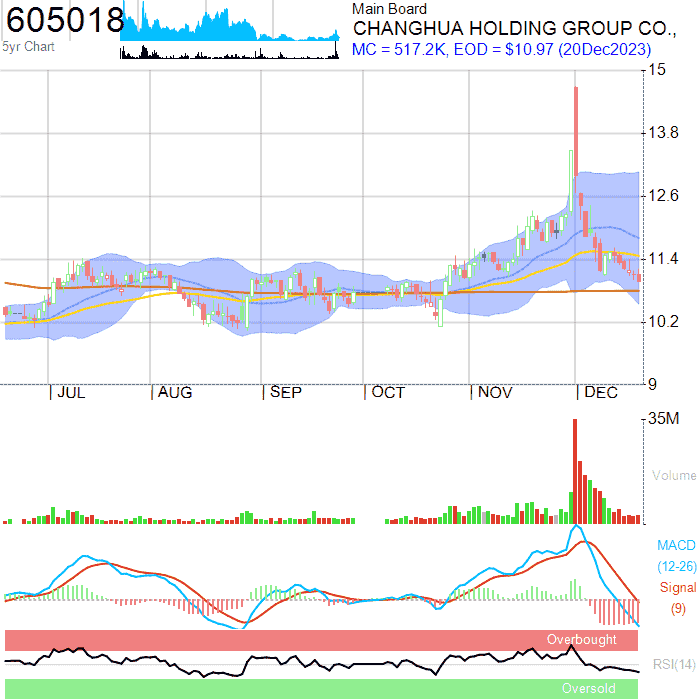 605018
5yr Chart
Main Board
CHANGHUA HOLDING GROUP CO.,
MC = 517.2K, EOD = $10.97 (20Dec2023)
15
13.8
12.6
11.4
10.2
9
JUL
AUG
SEP
OCT
NOV
DEC
35M
Volume
MACD
(12-26)
Signal
(9)
Overbought
RSI(14)
Oversold